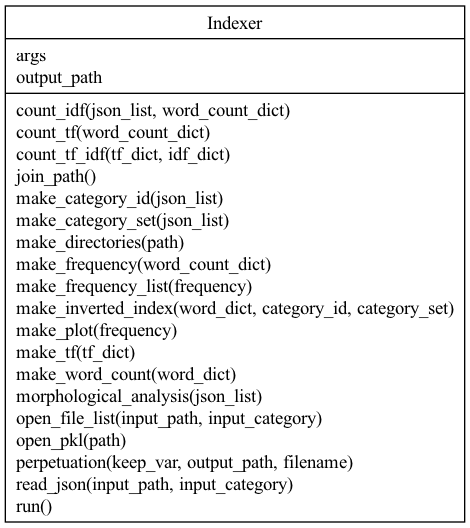 Indexer
args
output_path
count_idf(json_list, word_count_dict)
count_tf(word_count_dict)
count_tf_idf(tf_dict, idf_dict)
join_path()
make_category_id(json_list)
make_category_set(json_list)
make_directories(path)
make_frequency(word_count_dict)
make_frequency_list(frequency)
make_inverted_index(word_dict, category_id, category_set)
make_plot(frequency)
make_tf(tf_dict)
make_word_count(word_dict)
morphological_analysis(json_list)
open_file_list(input_path, input_category)
open_pkl(path)
perpetuation(keep_var, output_path, filename)
read_json(input_path, input_category)
run()